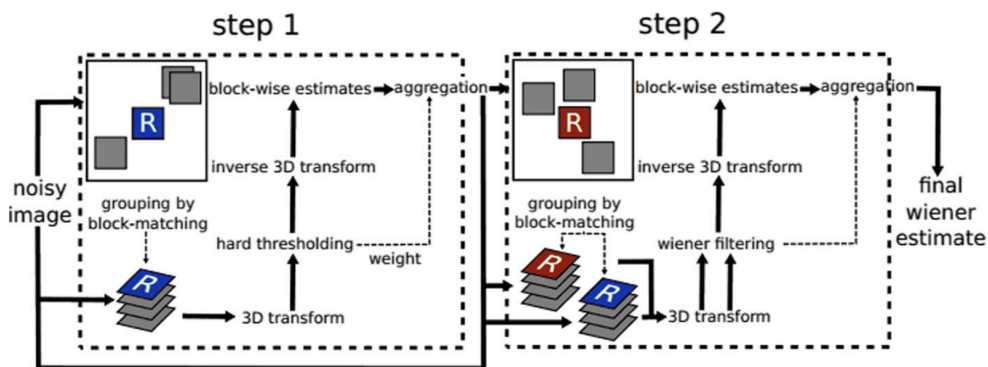 step 1
step 2
block-wise estimates
aggregation
R
inverse 3D transform
noisy
image
grouping by
block-matching
hard thresholding
weight
R
3D transform
block-wise estimates
aggregation
R
inverse 3D transform
grouping by
block-matching
wiener filtering
R
R
3D transform
final
wiener
estimate